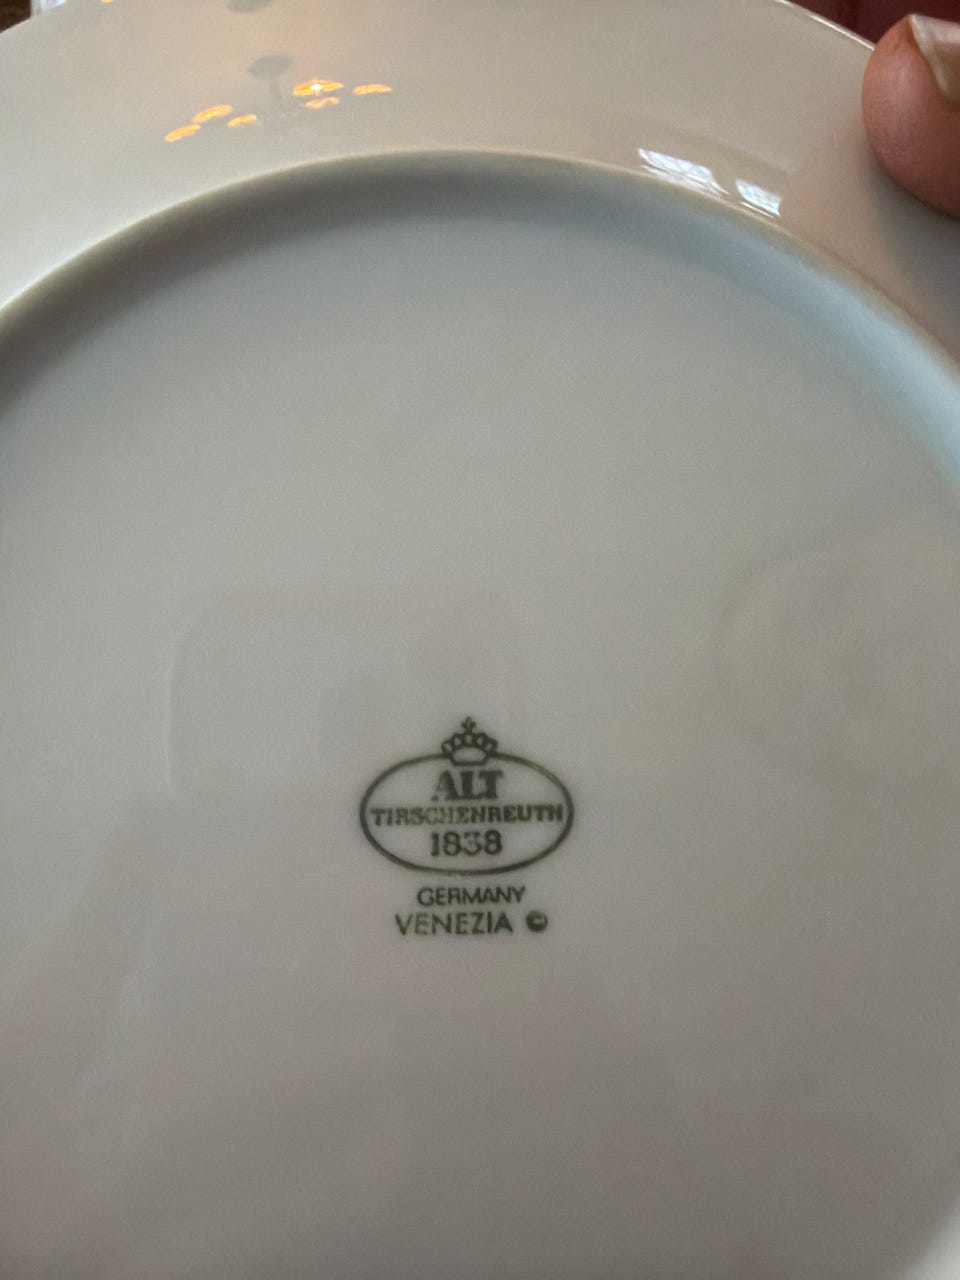 ALT
TIRSCHENREUTH
1838
GERMANY
VENEZIA ©